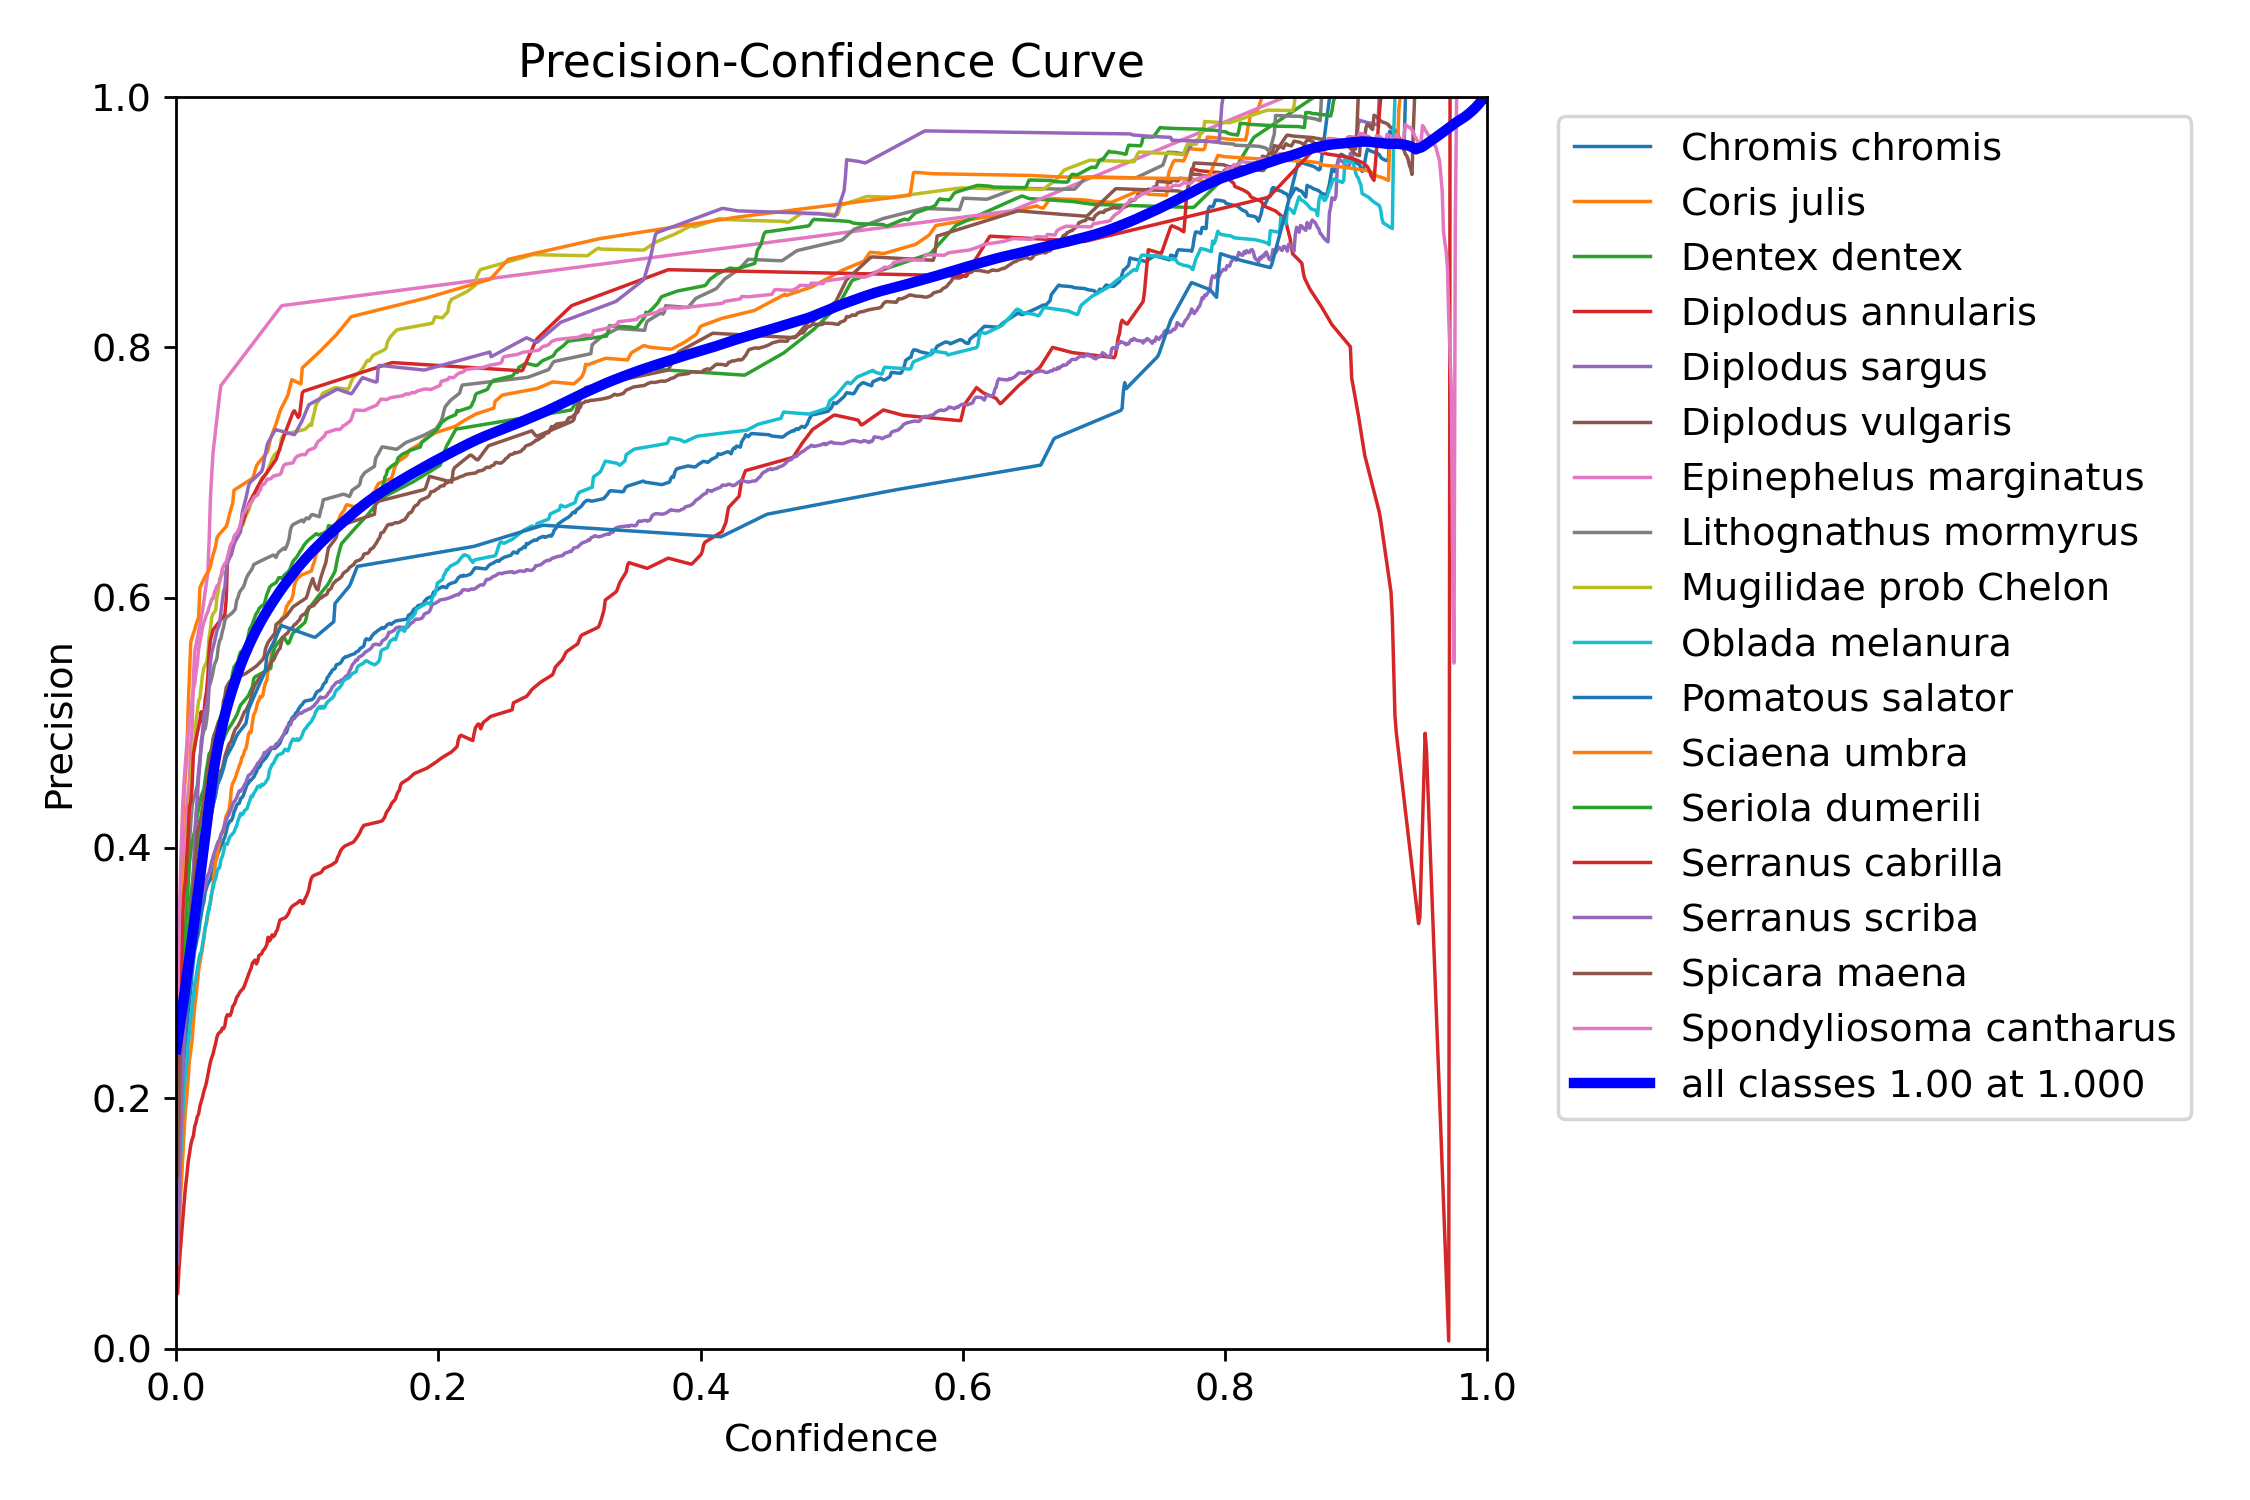 Precision-Confidence Curve
1.0
0.8
0.6
0.4
0.2
0.0
Precision
0.0 0.2 0.4 0.6 0.8 1.0
Confidence
Chromis chromis
Coris julis
Dentex dentex
Diplodus annularis
Diplodus sargus
Diplodus vulgaris
Epinephelus marginatus
Lithognathus mormyrus
Mugilidae prob Chelon
Oblada melanura
Pomatous salator
Sciaena umbra
Seriola dumerili
Serranus cabrilla
Serranus scriba
Spicara maena
Spondyliosoma cantharus
all classes 1.00 at 1.000